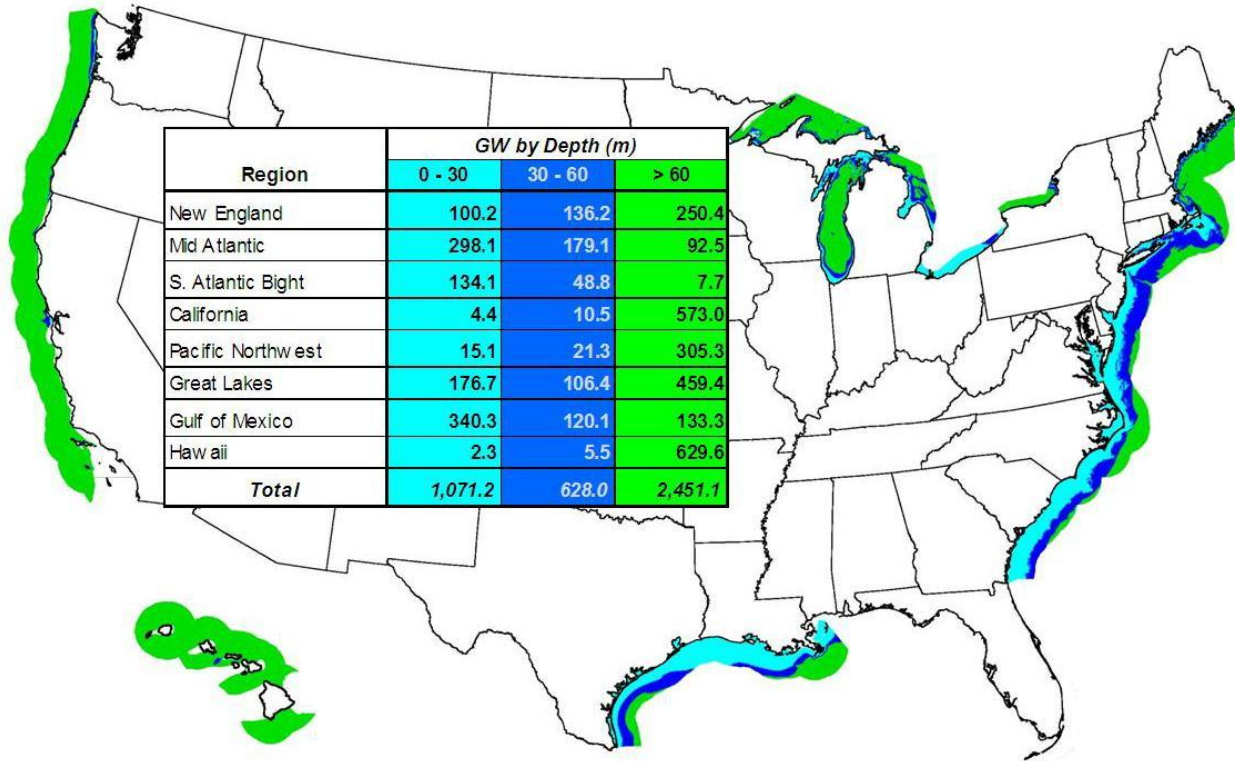 GW by Depth (m)
Region 0 - 30 30 - 60 > 60
New England 100.2 136.2 250.4
Mid Atlantic 298.1 179.1 92.5
S. Atlantic Bight 134.1 48.8 7.7
California 4.4 10.5 573.0
Pacific Northwest 15.1 21.3 305.3
Great Lakes 176.7 106.4 459.4
Gulf of Mexico 340.3 120.1 133.3
Hawaii 2.3 5.5 629.6
Total 1,071.2 628.0 2,451.1